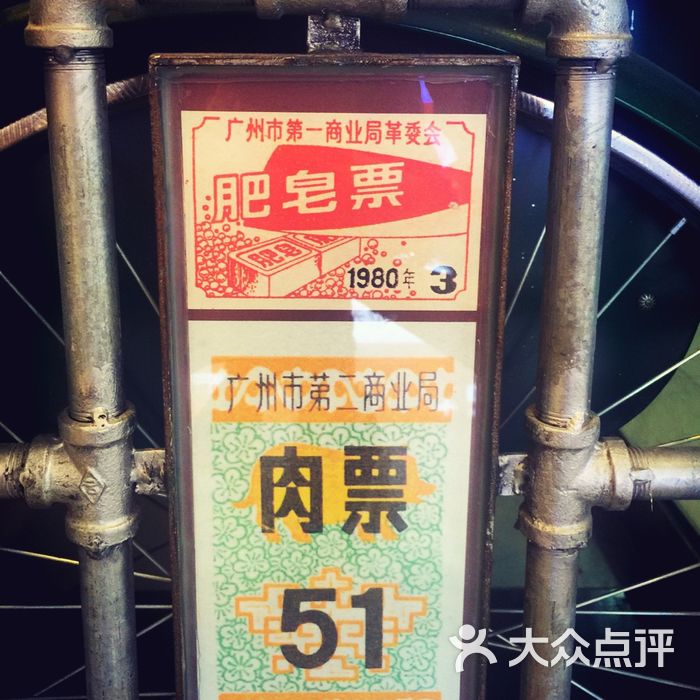 广州市第一商业局革委会
肥皂票
肥皂
1980年 3
广州市第二商业局
肉票
51
大众点评